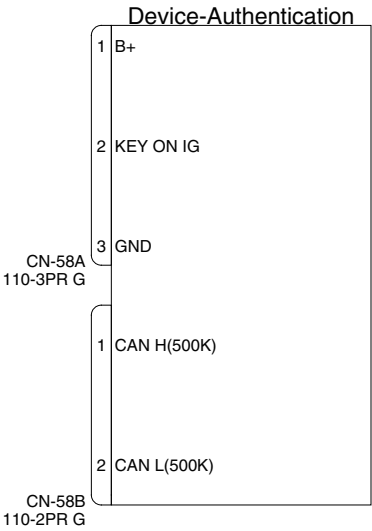 Device-Authentication
1 B+
2 KEY ON IG
3 GND
CN-58A
110-3PR G
1 CAN H(500K)
2 CAN L(500K)
CN-58B
110-2PR G